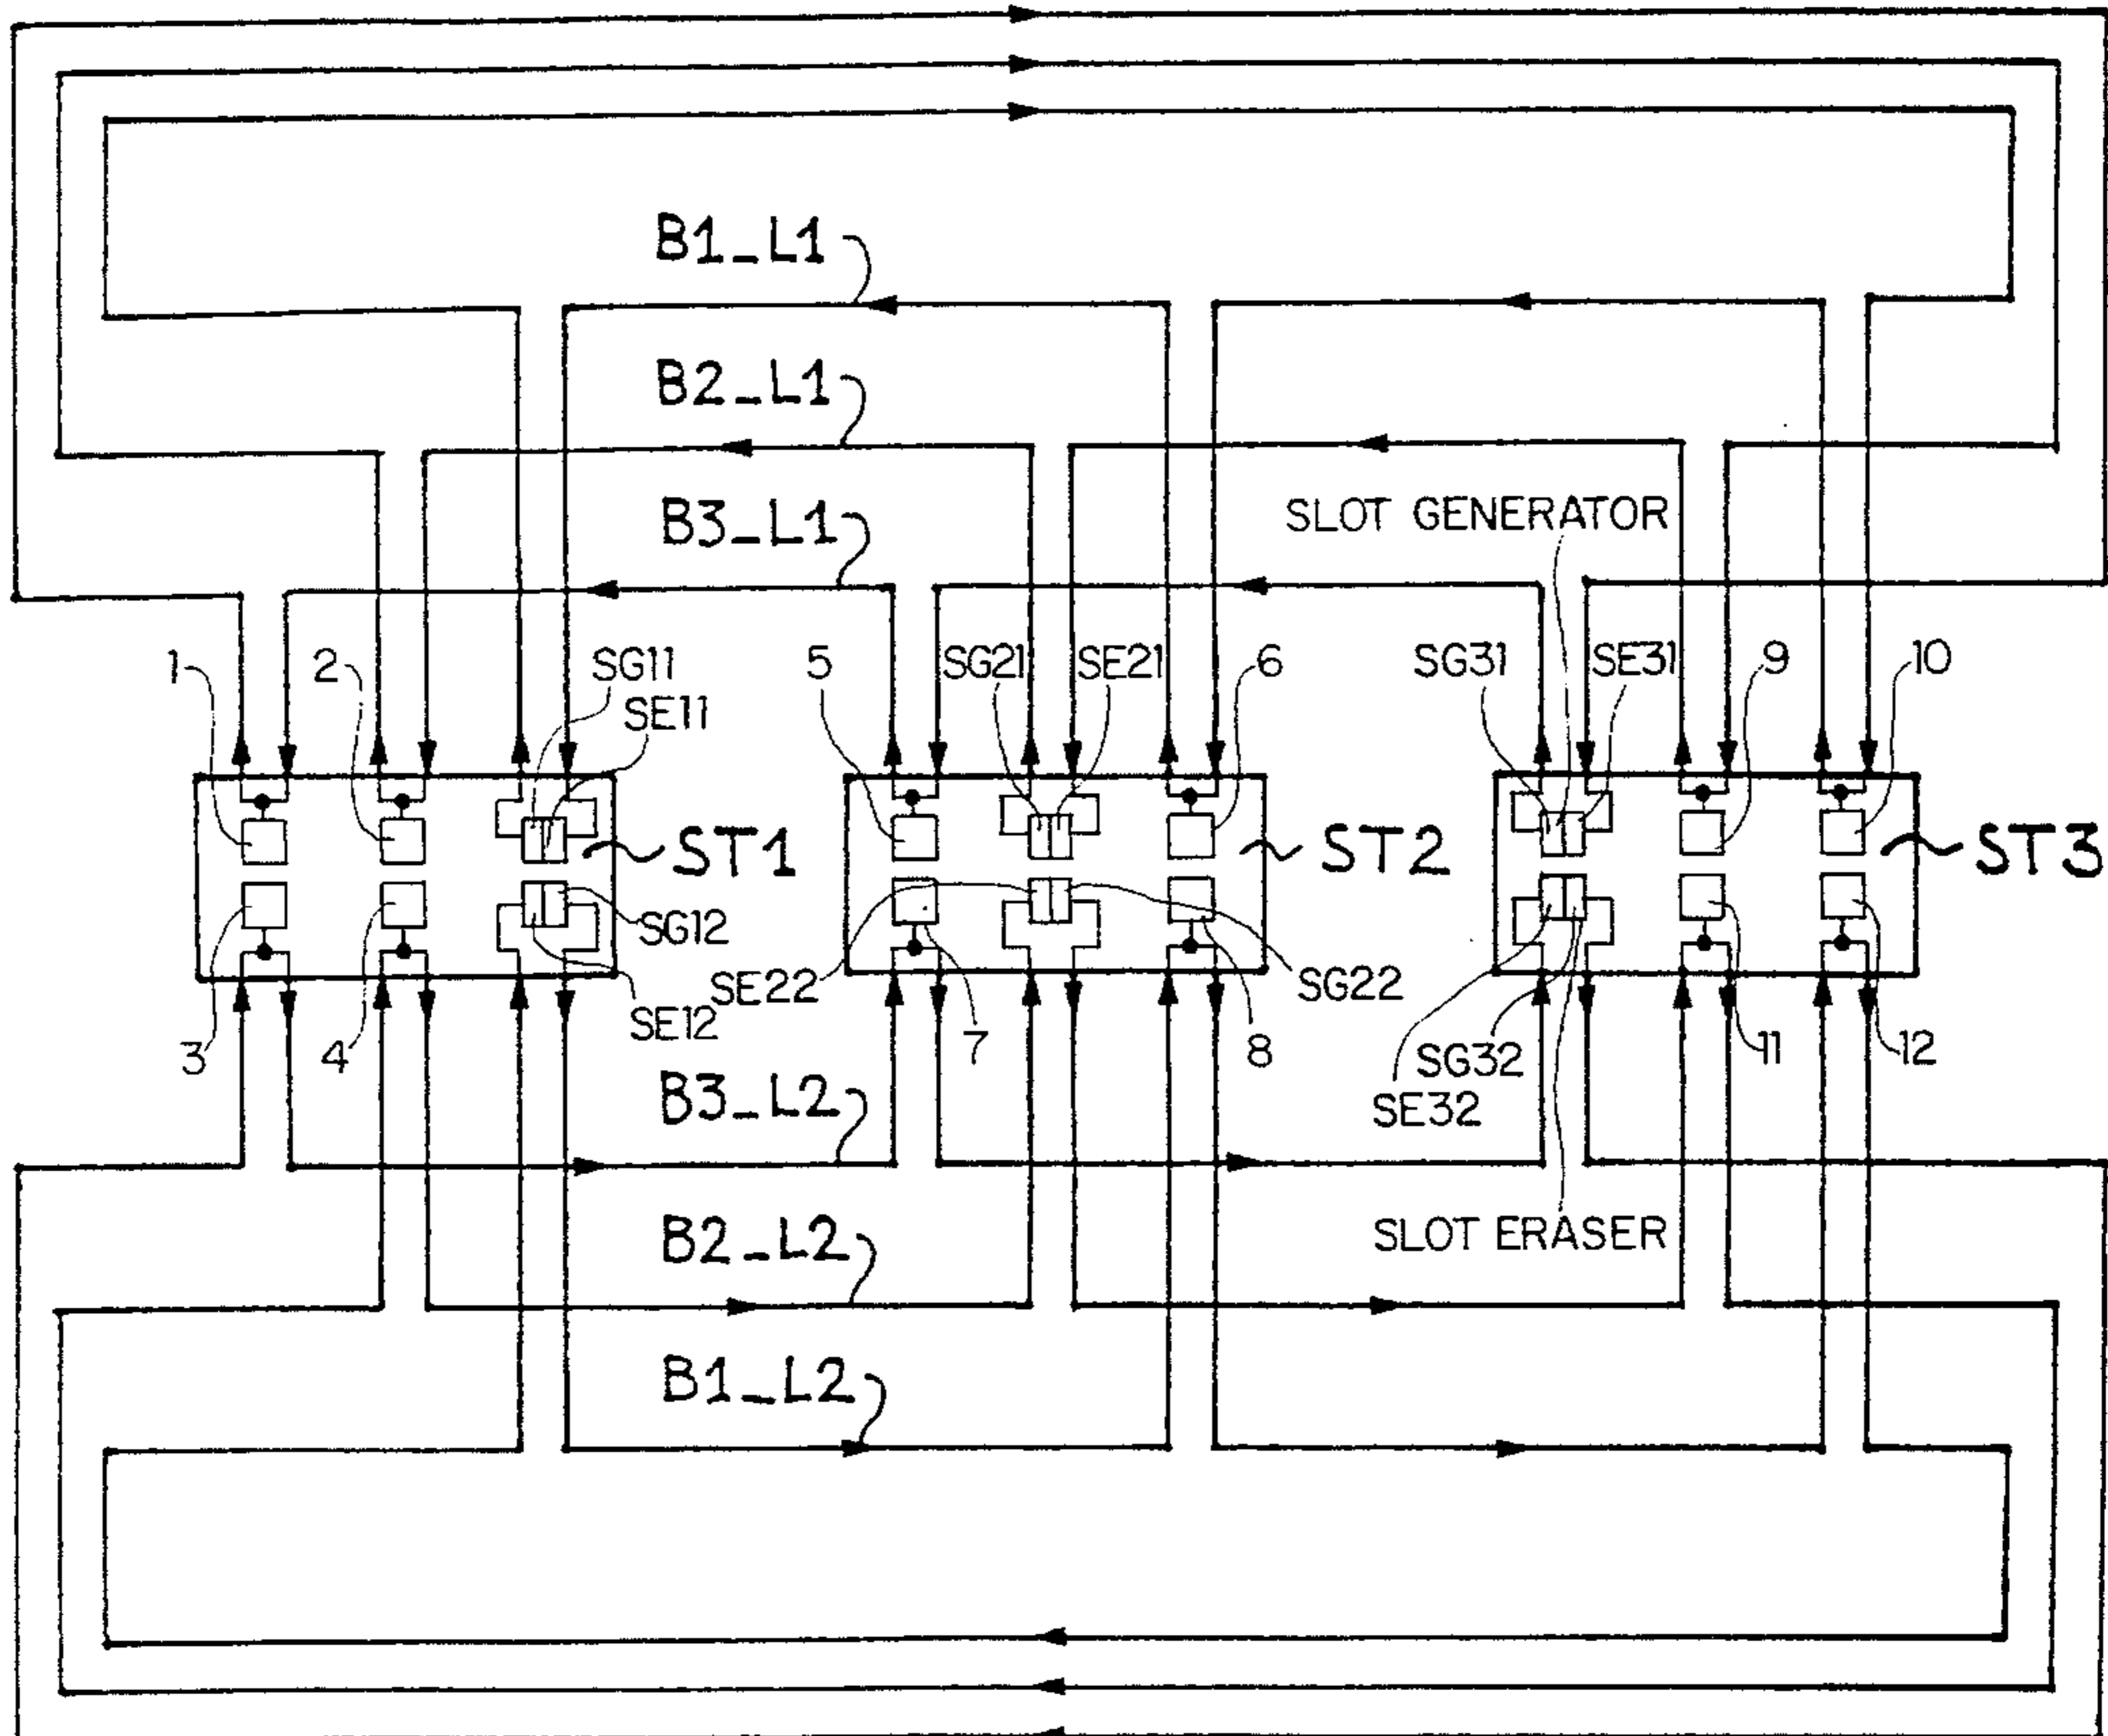 B1_L1
B2_L1
B3_L1
SLOT GENERATOR
1
2
SG11
SE11
5
SG21
SE21
6
SG31
SE31
9
10
ST1
ST2
ST3
3
4
SG12
SE12
SE22
7
SG22
8
SE32
SG32
11
12
B3_L2
B2_L2
SLOT ERASER
B1_L2